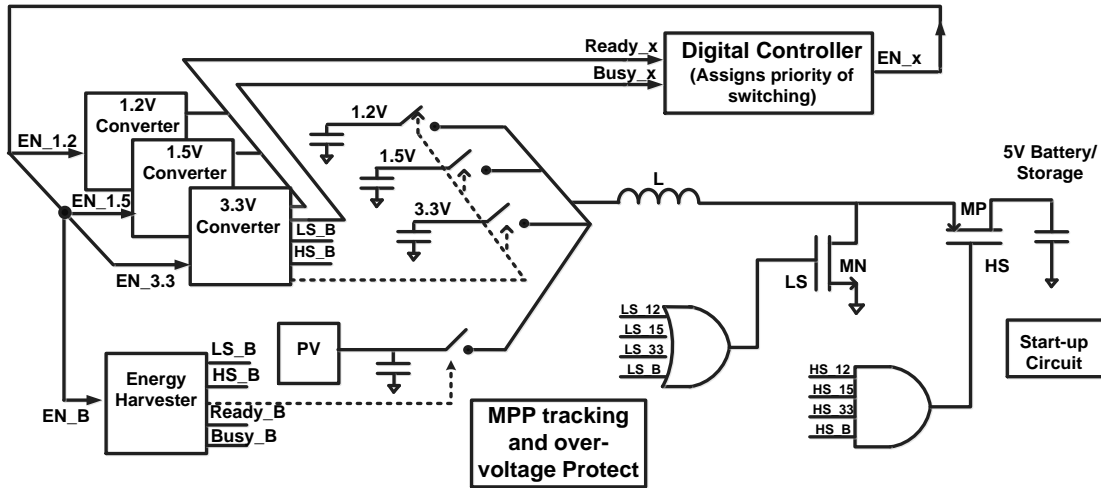 Ready_x
Busy_x
Digital Controller
(Assigns priority of
switching)
EN_x
1.2V
Converter
EN_1.2
1.5V
Converter
EN_1.5
3.3V
Converter
EN_3.3
LS_B
HS_B
1.2V
1.5V
3.3V
L
5V Battery/
Storage
MP
HS
MN
LS
LS_12
LS_15
LS_33
LS_B
HS_12
HS_15
HS_33
HS_B
Start-up
Circuit
PV
Energy
Harvester
EN_B
LS_B
HS_B
Ready_B
Busy_B
MPP tracking
and over-
voltage Protect